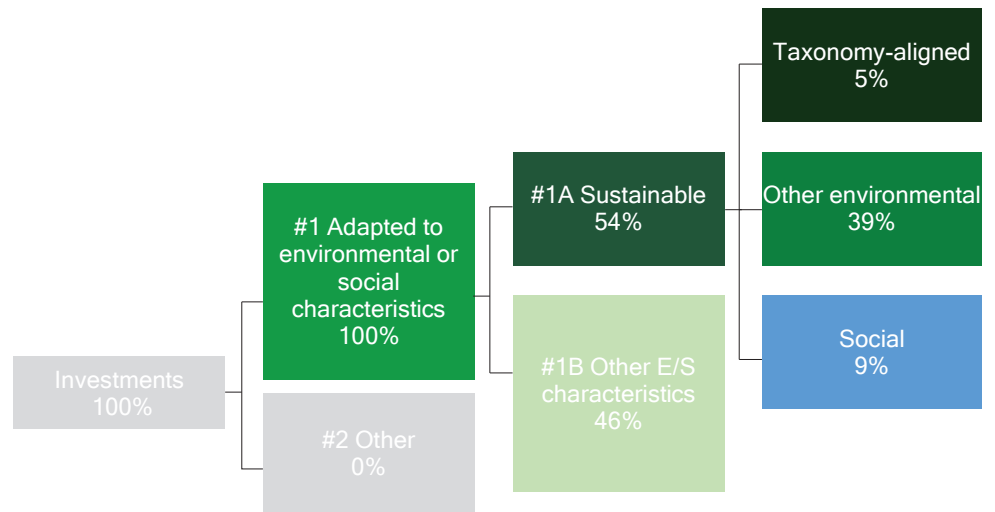 Investments
100%
#1 Adapted to
environmental or
social
characteristics
100%
#2 Other
0%
#1A Sustainable
54%
#1B Other E/S
characteristics
46%
Taxonomy-aligned
5%
Other environmental
39%
Social
9%